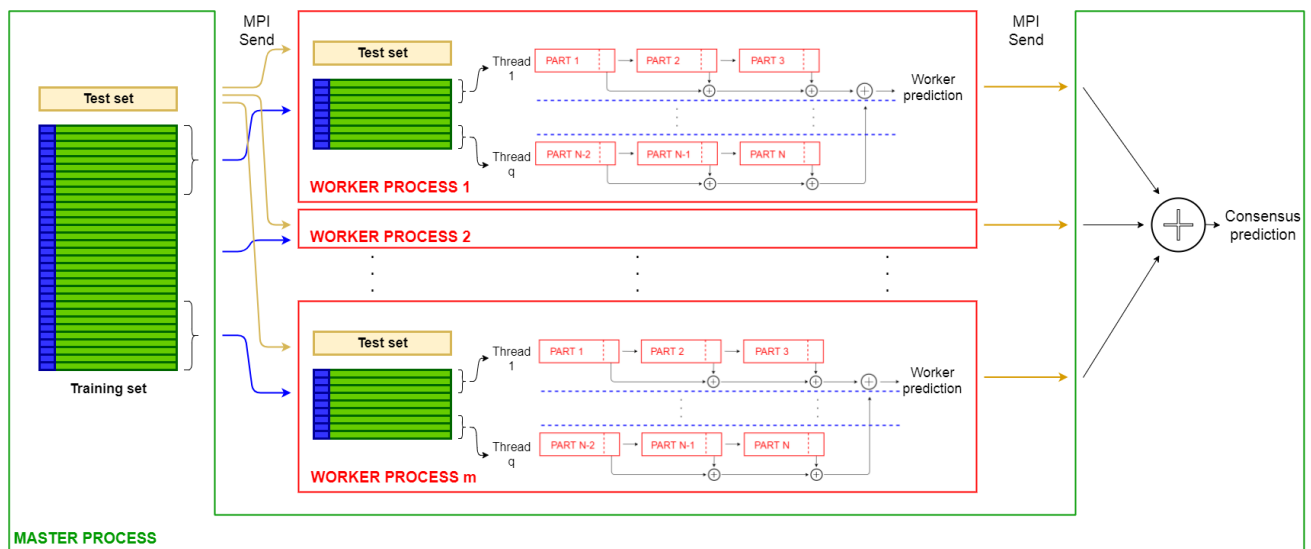 MPI
Send
Test set
Training set
MASTER PROCESS
Test set
Thread
1
PART 1
PART 2
PART 3
Worker
prediction
Thread
q
PART N-2
PART N-1
PART N
WORKER PROCESS 1
WORKER PROCESS 2
Test set
Thread
1
PART 1
PART 2
PART 3
Worker
prediction
Thread
q
PART N-2
PART N-1
PART N
WORKER PROCESS m
MPI
Send
Consensus
prediction